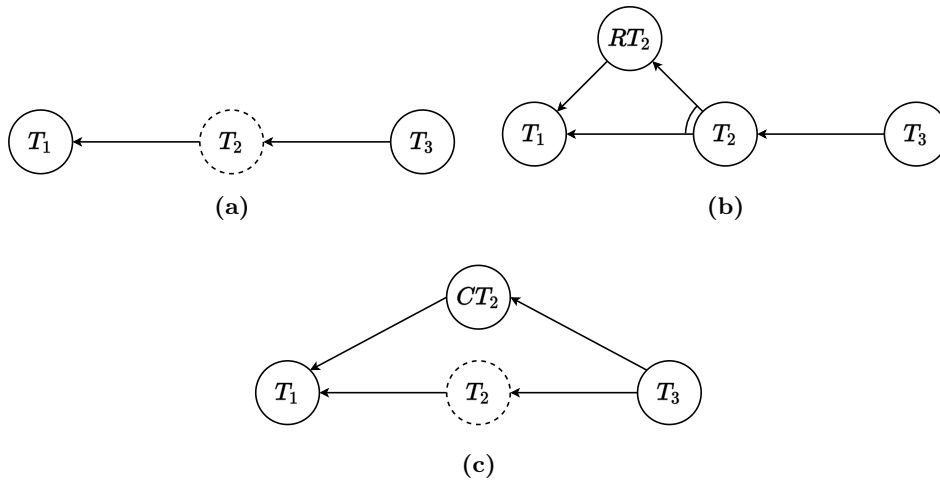 RT₂
T₁ T₂ T₃ T₁ T₂ T₃
(a) (b)
CT₂
T₁ T₂ T₃
(c)